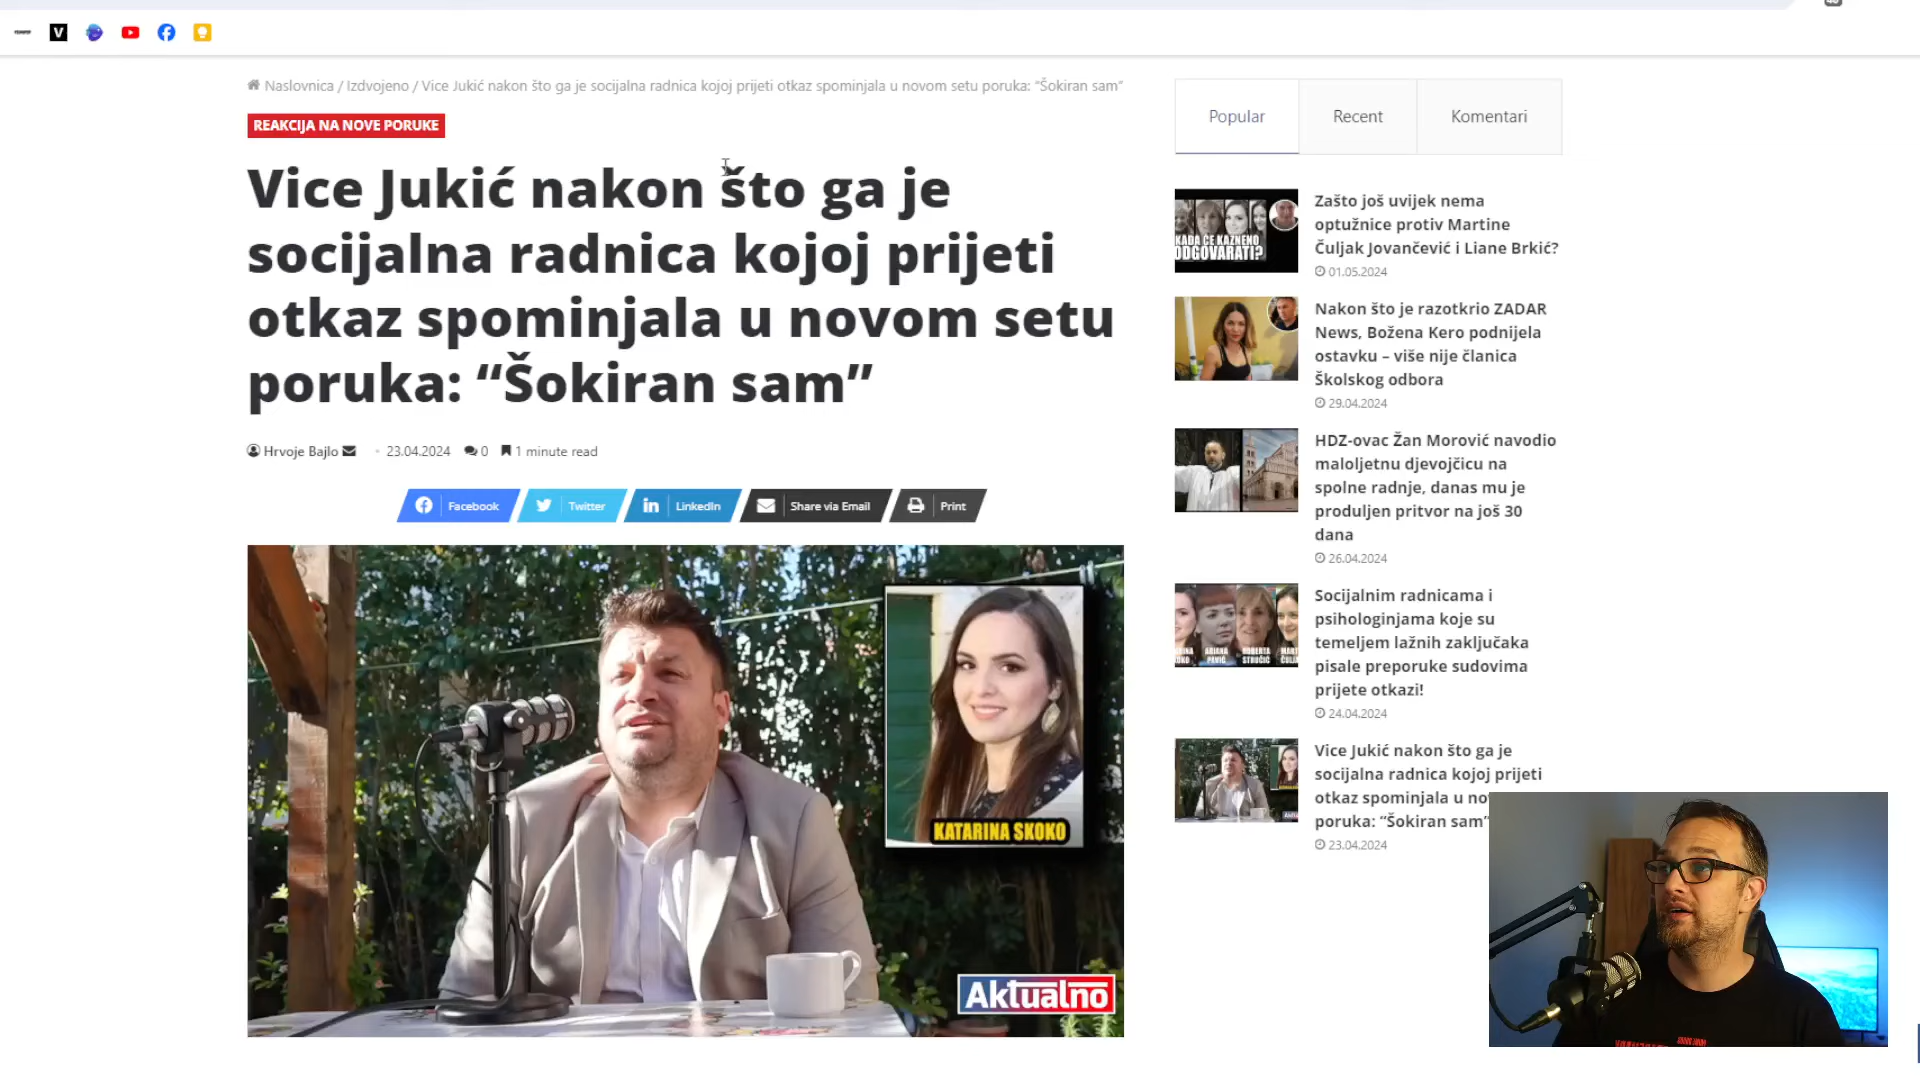 V
Naslovnica / Izdvojeno / Vice Jukić nakon što ga je socijalna radnica kojoj prijeti otkaz spominjala u novom setu poruka: “Šokiran sam”
REAKCIJA NA NOVE PORUKE
Vice Jukić nakon što ga je
socijalna radnica kojoj prijeti
otkaz spominjala u novom setu
poruka: “Šokiran sam”
Hrvoje Bajlo 23.04.2024 0 1 minute read
Facebook Twitter LinkedIn Share via Email Print
KATARINA SKOKO
Aktualno
Popular Recent Komentari
KADA ĆE KAZNENO
ODGOVARATI?
Zašto još uvijek nema
optužnice protiv Martine
Čuljak Jovančević i Liane Brkić?
01.05.2024
Nakon što je razotkrio ZADAR
News, Božena Kero podnijela
ostavku – više nije članica
Školskog odbora
29.04.2024
HDZ-ovac Žan Morović navodio
maloljetnu djevojčicu na
spolne radnje, danas mu je
produljen pritvor na još 30
dana
26.04.2024
Socijalnim radnicama i
psihologinjama koje su
temeljem lažnih zaključaka
pisale preporuke sudovima
prijete otkazi!
24.04.2024
Vice Jukić nakon što ga je
socijalna radnica kojoj prijeti
otkaz spominjala u no
poruka: “Šokiran sam”
23.04.2024